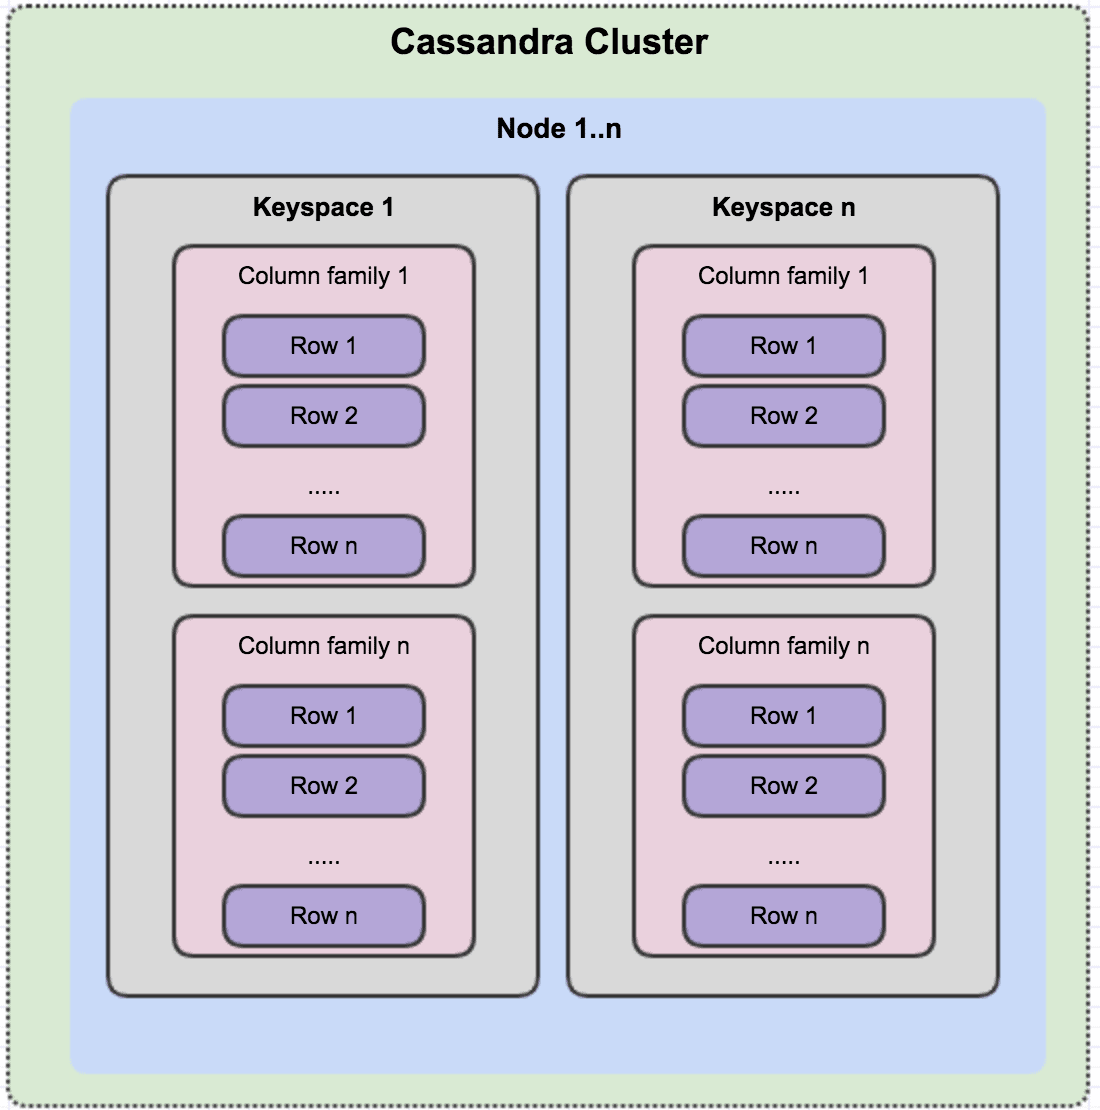 Cassandra Cluster
Node 1..n
Keyspace 1
Column family 1
Row 1
Row 2
.....
Row n
Column family n
Row 1
Row 2
.....
Row n
Keyspace n
Column family 1
Row 1
Row 2
.....
Row n
Column family n
Row 1
Row 2
.....
Row n